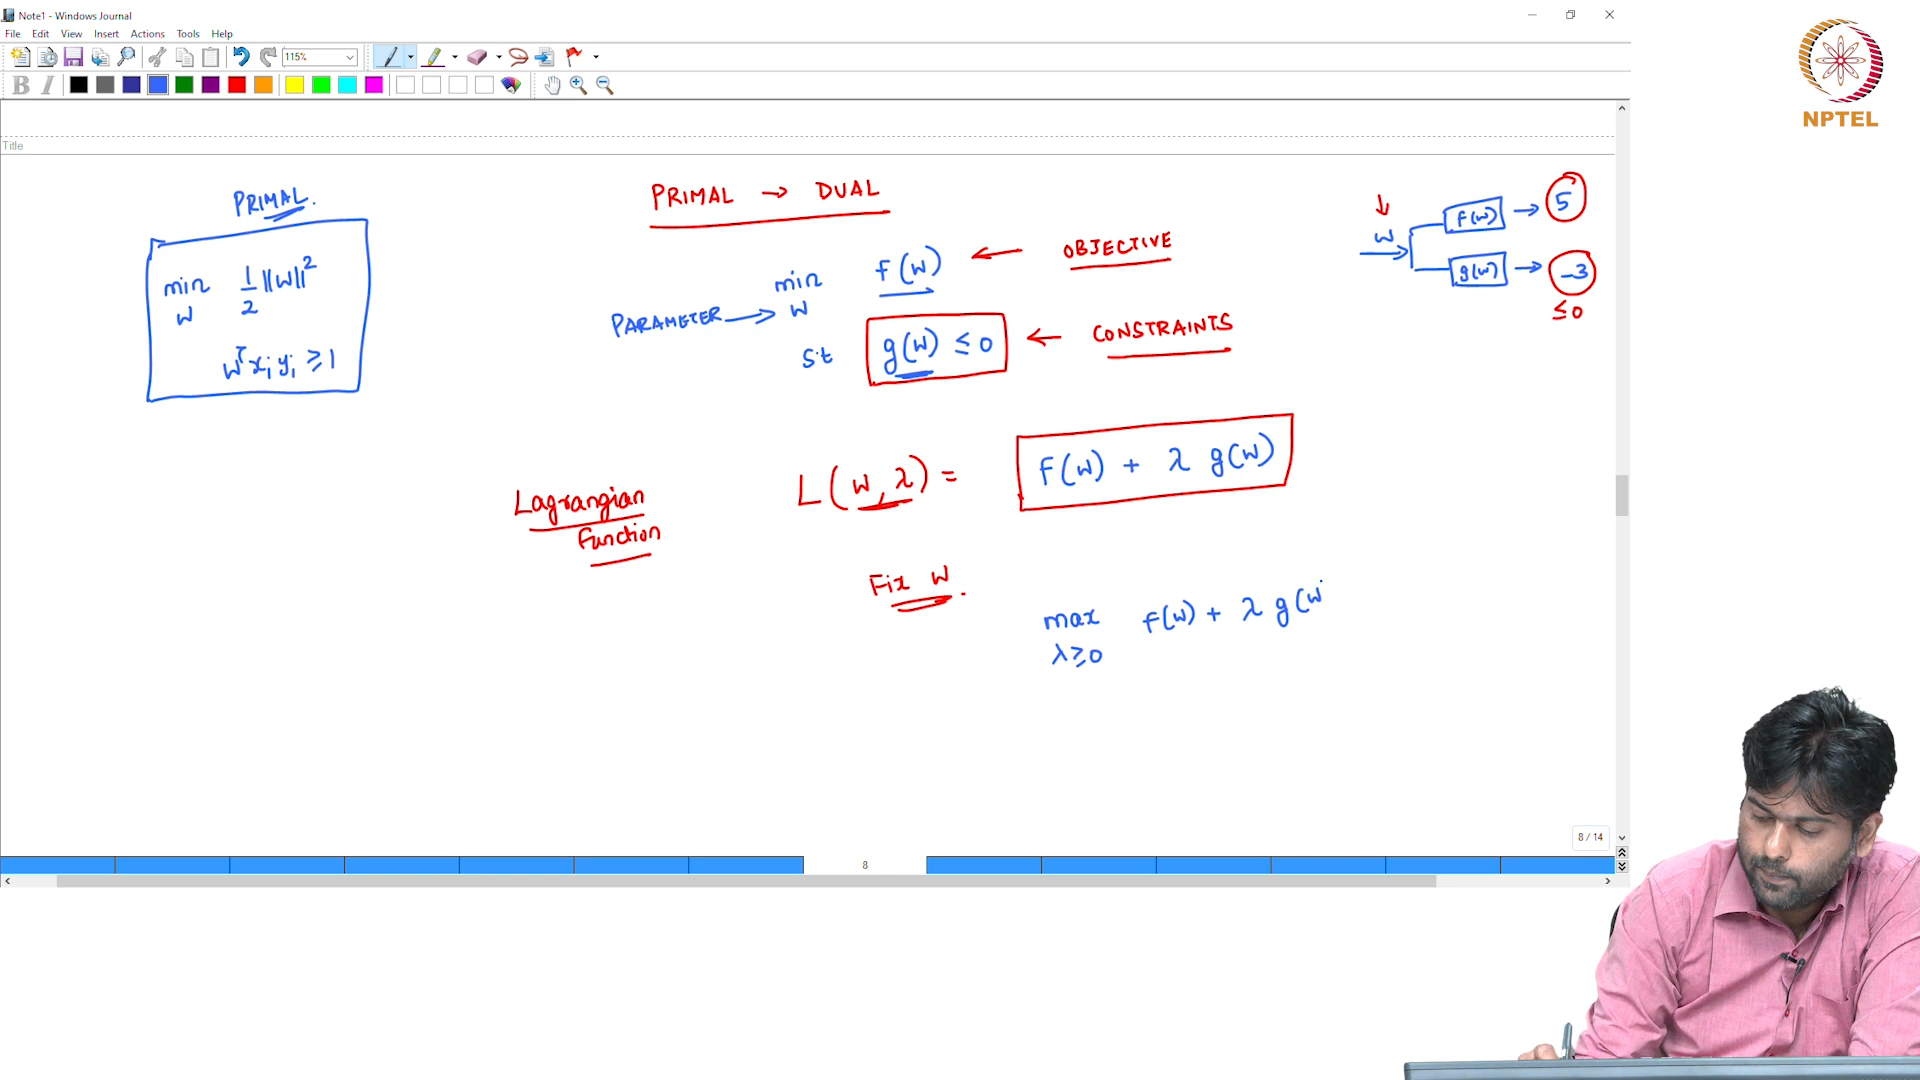 Note1 - Windows Journal
File Edit View Insert Actions Tools Help
115%
B I
Title
PRIMAL.
min 1/2 ||w||²
w
wᵀxᵢyᵢ ≥ 1
PRIMAL → DUAL
min f(w) ← OBJECTIVE
PARAMETER → w
s.t g(w) ≤ 0 ← CONSTRAINTS
w
f(w) → 5
g(w) → -3
≤ 0
Lagrangian
function
L(w, λ) = f(w) + λ g(w)
Fix w.
max f(w) + λ g(w
λ≥0
8 / 14
8
NPTEL